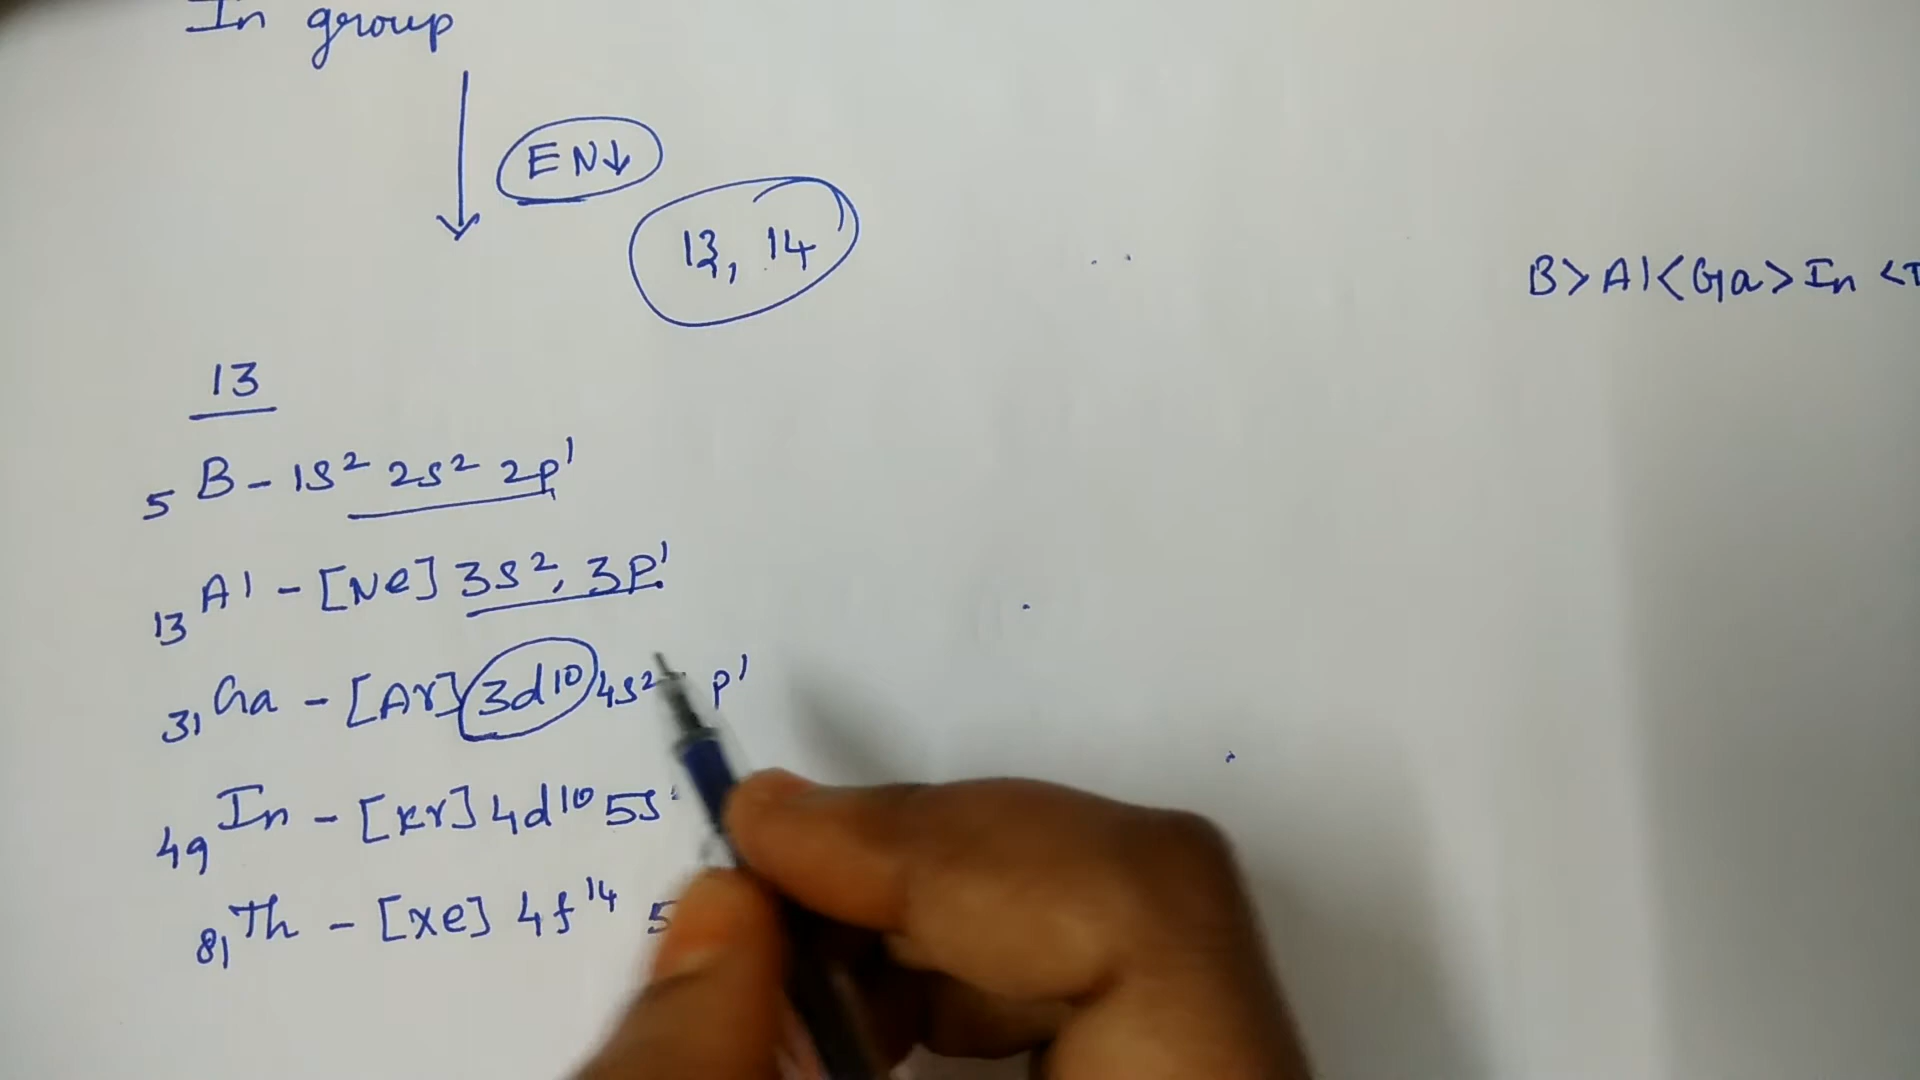 In group
EN↓
13, 14
B>Al<Ga>In <T
13
5 B - 1s² 2s² 2p¹
13 Al - [Ne] 3s², 3p¹
31 Ga - [Ar] 3d¹⁰ 4s² p¹
49 In - [Kr] 4d¹⁰ 5s
81 Th - [Xe] 4f¹⁴ 5